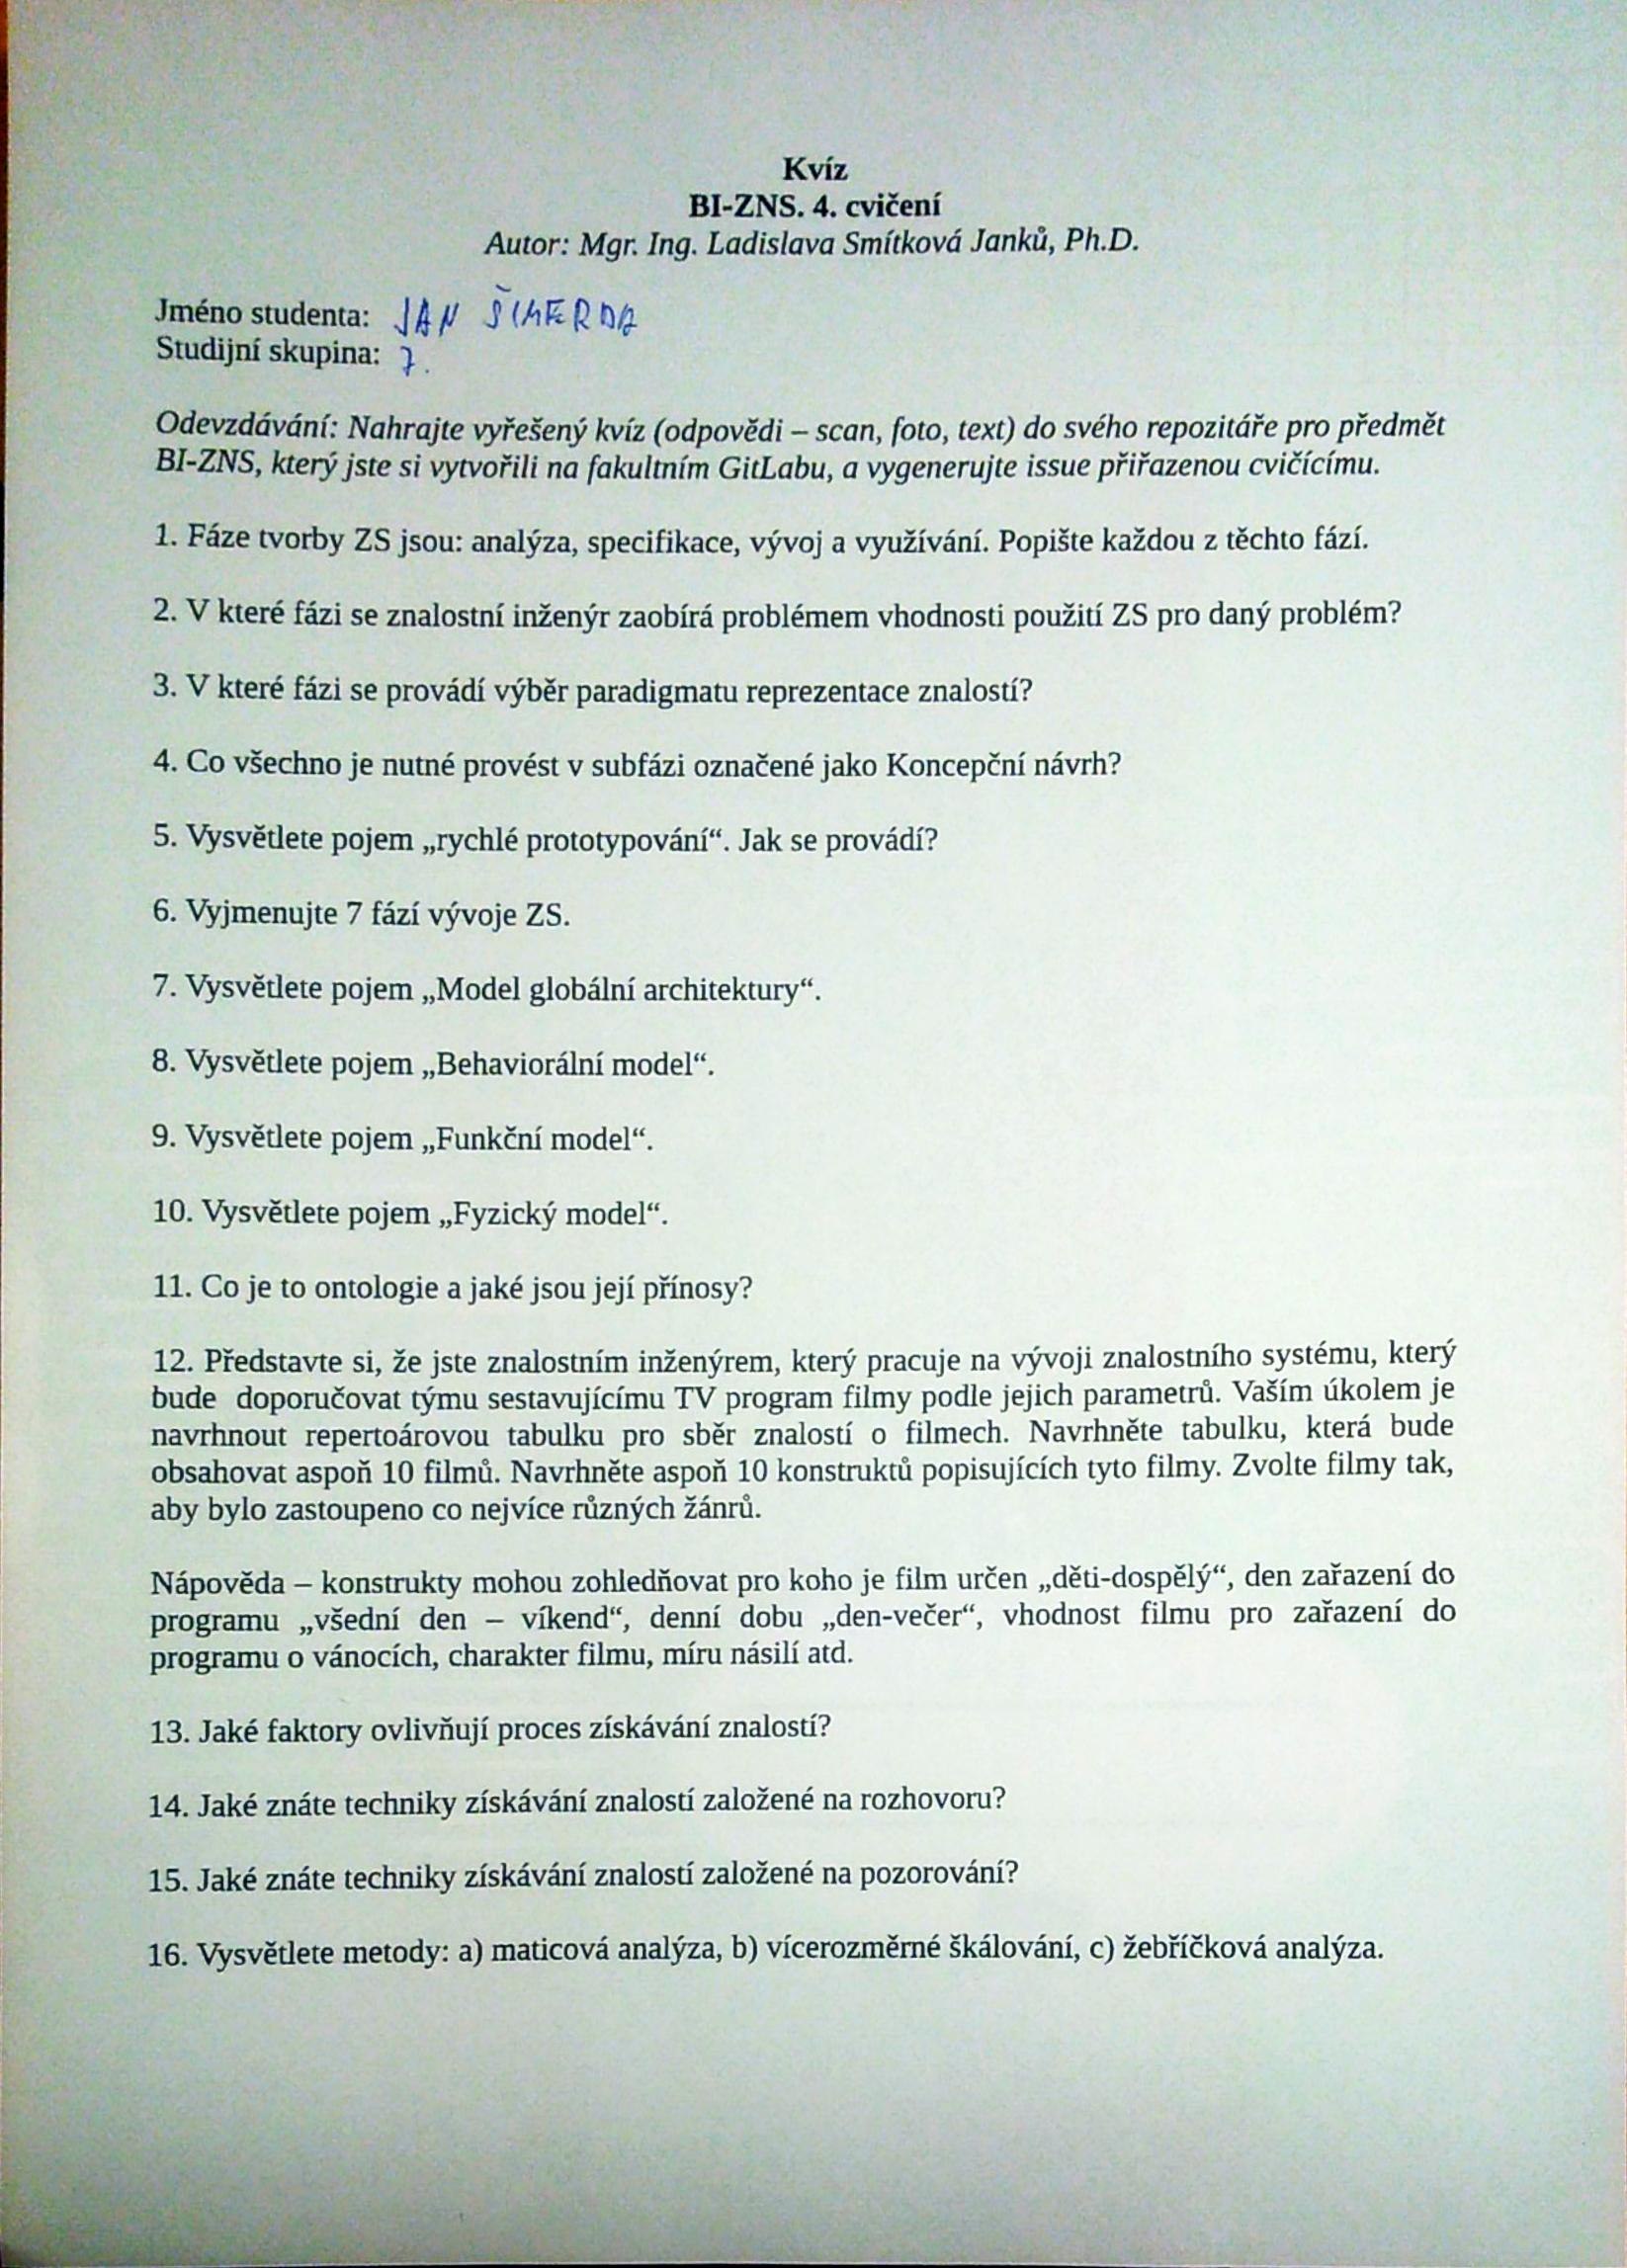 Kvíz
BI-ZNS. 4. cvičení
Autor: Mgr. Ing. Ladislava Smítková Janků, Ph.D.
Jméno studenta: JAN ŠIMERDA
Studijní skupina: 7.
Odevzdávání: Nahrajte vyřešený kvíz (odpovědi – scan, foto, text) do svého repozitáře pro předmět
BI-ZNS, který jste si vytvořili na fakultním GitLabu, a vygenerujte issue přiřazenou cvičícímu.
1. Fáze tvorby ZS jsou: analýza, specifikace, vývoj a využívání. Popište každou z těchto fází.
2. V které fázi se znalostní inženýr zaobírá problémem vhodnosti použití ZS pro daný problém?
3. V které fázi se provádí výběr paradigmatu reprezentace znalostí?
4. Co všechno je nutné provést v subfázi označené jako Koncepční návrh?
5. Vysvětlete pojem „rychlé prototypování“. Jak se provádí?
6. Vyjmenujte 7 fází vývoje ZS.
7. Vysvětlete pojem „Model globální architektury“.
8. Vysvětlete pojem „Behaviorální model“.
9. Vysvětlete pojem „Funkční model“.
10. Vysvětlete pojem „Fyzický model“.
11. Co je to ontologie a jaké jsou její přínosy?
12. Představte si, že jste znalostním inženýrem, který pracuje na vývoji znalostního systému, který
bude doporučovat týmu sestavujícímu TV program filmy podle jejich parametrů. Vaším úkolem je
navrhnout repertoárovou tabulku pro sběr znalostí o filmech. Navrhněte tabulku, která bude
obsahovat aspoň 10 filmů. Navrhněte aspoň 10 konstruktů popisujících tyto filmy. Zvolte filmy tak,
aby bylo zastoupeno co nejvíce různých žánrů.
Nápověda – konstrukty mohou zohledňovat pro koho je film určen „děti-dospělý“, den zařazení do
programu „všední den – víkend“, denní dobu „den-večer“, vhodnost filmu pro zařazení do
programu o vánocích, charakter filmu, míru násilí atd.
13. Jaké faktory ovlivňují proces získávání znalostí?
14. Jaké znáte techniky získávání znalostí založené na rozhovoru?
15. Jaké znáte techniky získávání znalostí založené na pozorování?
16. Vysvětlete metody: a) maticová analýza, b) vícerozměrné škálování, c) žebříčková analýza.